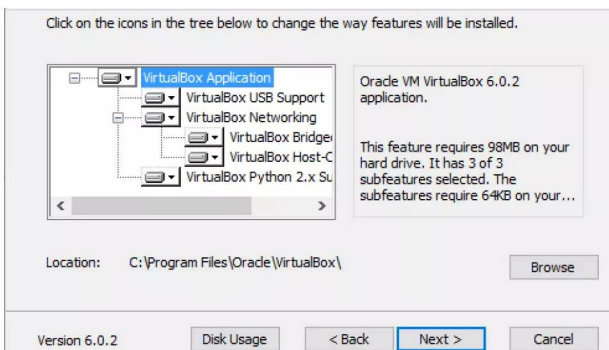 Click on the icons in the tree below to change the way features will be installed.
VirtualBox Application
VirtualBox USB Support
VirtualBox Networking
VirtualBox Bridge
VirtualBox Host-C
VirtualBox Python 2.x Su
Oracle VM VirtualBox 6.0.2
application.
This feature requires 98MB on your
hard drive. It has 3 of 3
subfeatures selected. The
subfeatures require 64KB on your...
Location: C:\Program Files\Oracle\VirtualBox\
Browse
Version 6.0.2
Disk Usage
< Back
Next >
Cancel